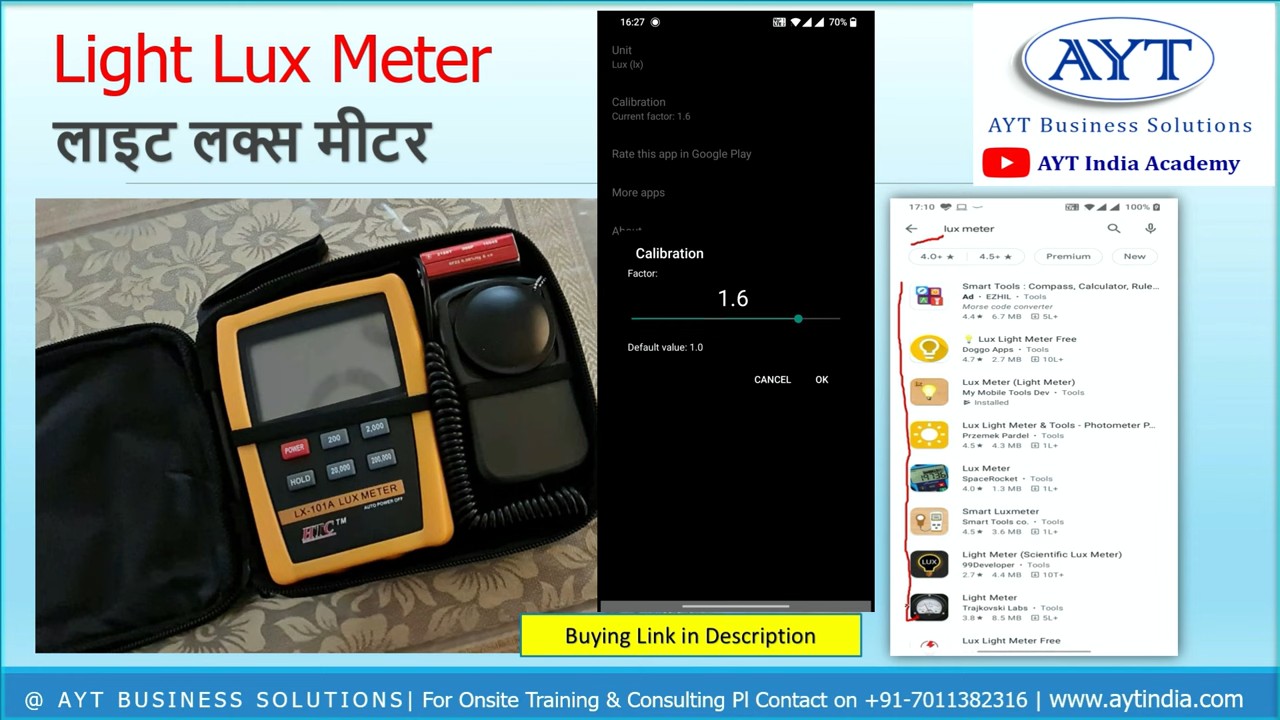 Light Lux Meter
लाइट लक्स मीटर
AYT
AYT Business Solutions
AYT India Academy
16:27
70%
Unit
Lux (lx)
Calibration
Current factor: 1.6
Rate this app in Google Play
More apps
Calibration
Factor:
1.6
Default value: 1.0
CANCEL OK
POWER 200 2,000
HOLD 20,000 200,000
LX-101A LUX METER
AUTO POWER OFF
HTC™
17:10
100%
lux meter
4.0+ ★ 4.5+ ★ Premium New
Smart Tools : Compass, Calculator, Rule...
Ad • EZHIL • Tools
Morse code converter
4.4★ 6.7 MB 5L+
Lux Light Meter Free
Doggo Apps • Tools
4.7★ 2.7 MB 10L+
Lux Meter (Light Meter)
My Mobile Tools Dev • Tools
Installed
Lux Light Meter & Tools - Photometer P...
Przemek Pardel • Tools
4.5★ 4.3 MB 1L+
Lux Meter
SpaceRocket • Tools
4.0★ 1.3 MB 1L+
Smart Luxmeter
Smart Tools co. • Tools
4.5★ 3.6 MB 1L+
LUX
Light Meter (Scientific Lux Meter)
99Developer • Tools
2.7★ 4.4 MB 10T+
Light Meter
Trajkovski Labs • Tools
3.8★ 8.5 MB 5L+
Lux Light Meter Free
Buying Link in Description
@ AYT BUSINESS SOLUTIONS| For Onsite Training & Consulting Pl Contact on +91-7011382316 | www.aytindia.com